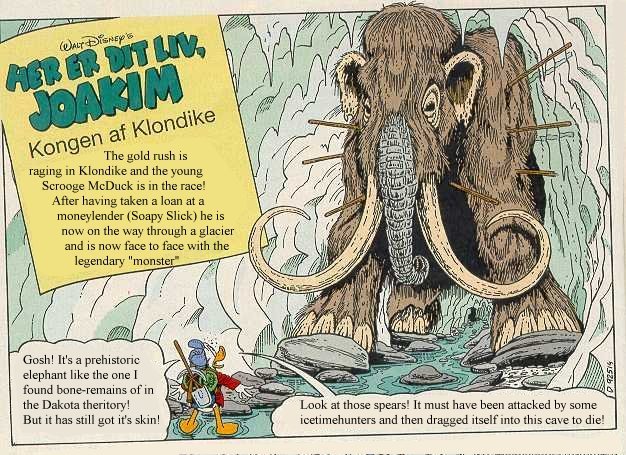 WALT DISNEY'S
HER ER DIT LIV,
JOAKIM
Kongen af Klondike
The gold rush is
raging in Klondike and the young
Scrooge McDuck is in the race!
After having taken a loan at a
moneylender (Soapy Slick) he is
now on the way through a glacier
and is now face to face with the
legendary "monster"
Gosh! It's a prehistoric
elephant like the one I
found bone-remains of in
the Dakota theritory!
But it has still got it's skin!
Look at those spears! It must have been attacked by some
icetimehunters and then dragged itself into this cave to die!
D 92514